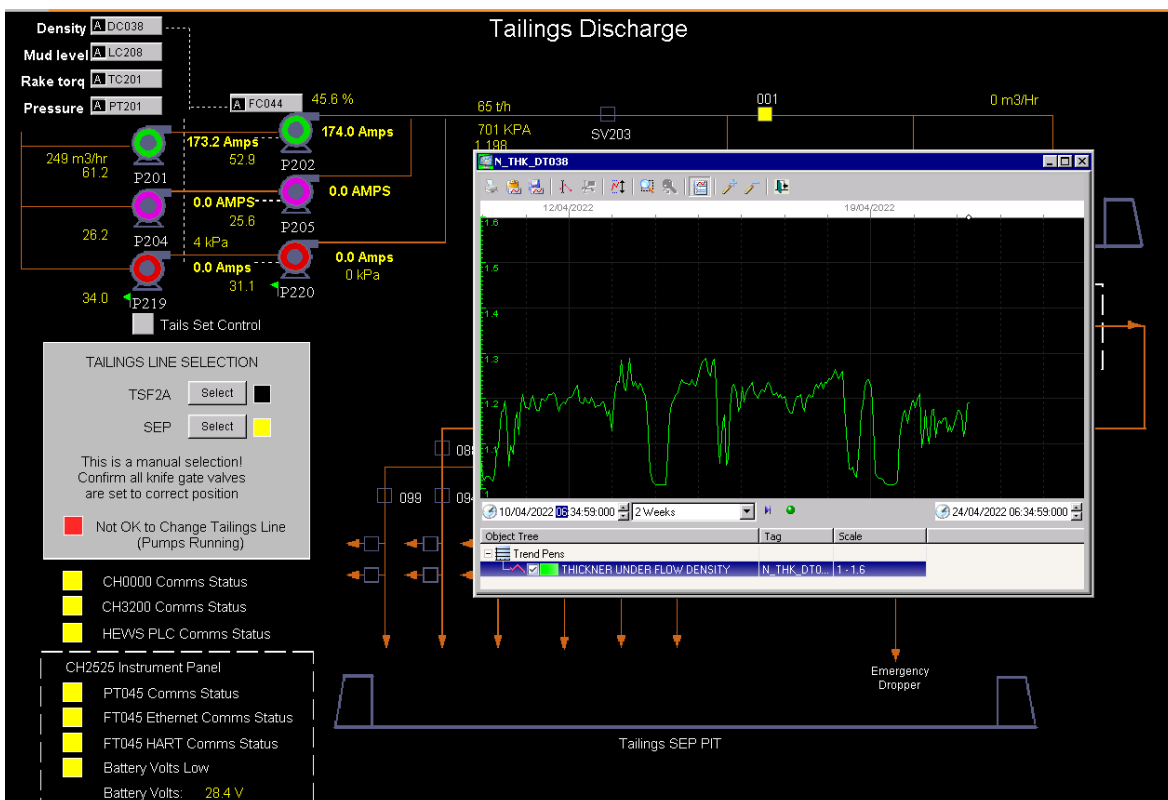 Tailings Discharge
Density A DC038
Mud level A LC208
Rake torq A TC201
Pressure A PT201
A FC044 45.6 %
65 t/h
701 KPA
1.198
SV203
001
0 m3/Hr
173.2 Amps
174.0 Amps
249 m3/hr
61.2
52.9
P201
P202
0.0 AMPS
0.0 AMPS
25.6
26.2
P204
P205
4 kPa
0.0 Amps
0.0 Amps
0 kPa
34.0
31.1
P219
P220
Tails Set Control
TAILINGS LINE SELECTION
TSF2A Select
SEP Select
This is a manual selection!
Confirm all knife gate valves
are set to correct position
Not OK to Change Tailings Line
(Pumps Running)
CH0000 Comms Status
CH3200 Comms Status
HEWS PLC Comms Status
CH2525 Instrument Panel
PT045 Comms Status
FT045 Ethernet Comms Status
FT045 HART Comms Status
Battery Volts Low
Battery Volts: 28.4 V
N_THK_DT038
12/04/2022 19/04/2022
1.6
1.5
1.4
1.3
1.2
1.1
1
10/04/2022 06:34:59:000 2 Weeks 24/04/2022 06:34:59:000
Object Tree Tag Scale
Trend Pens
THICKNER UNDER FLOW DENSITY N_THK_DT0... 1 - 1.6
099
Emergency
Dropper
Tailings SEP PIT